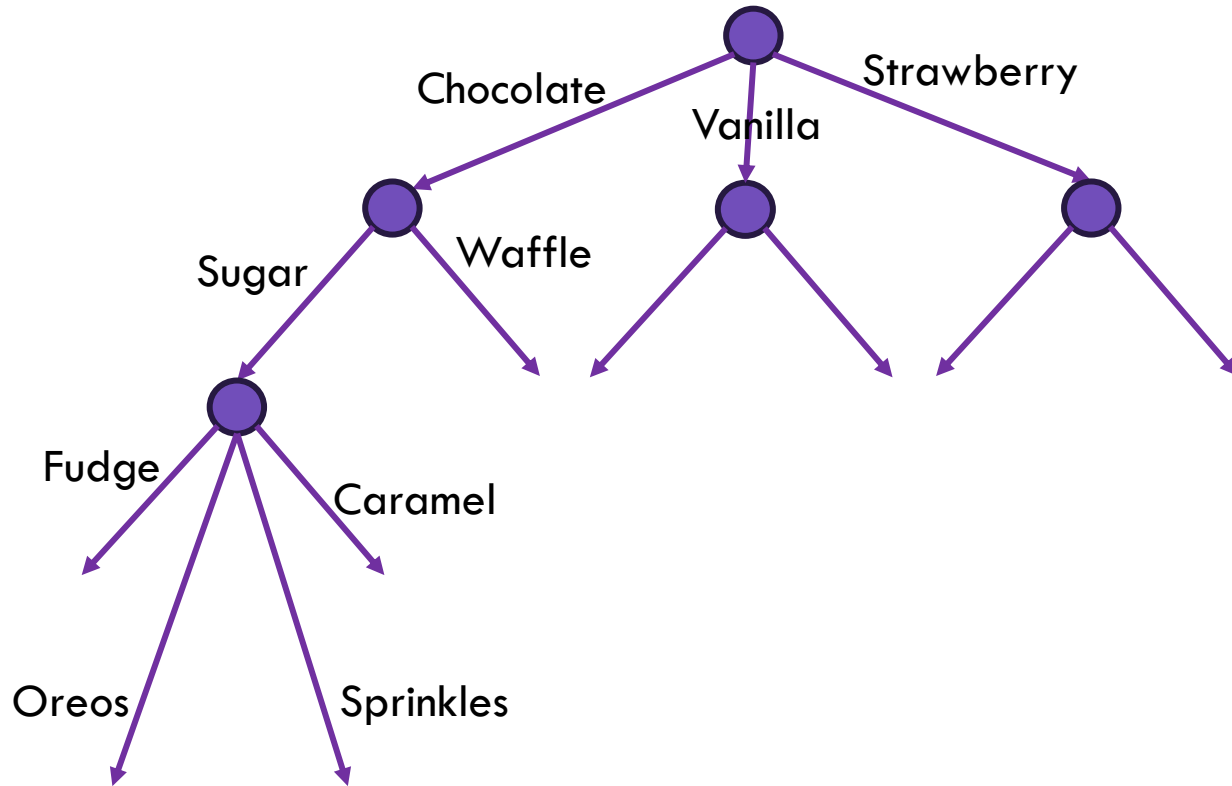 Strawberry
Chocolate
Vanilla
Waffle
Sugar
Fudge
Caramel
Oreos
Sprinkles